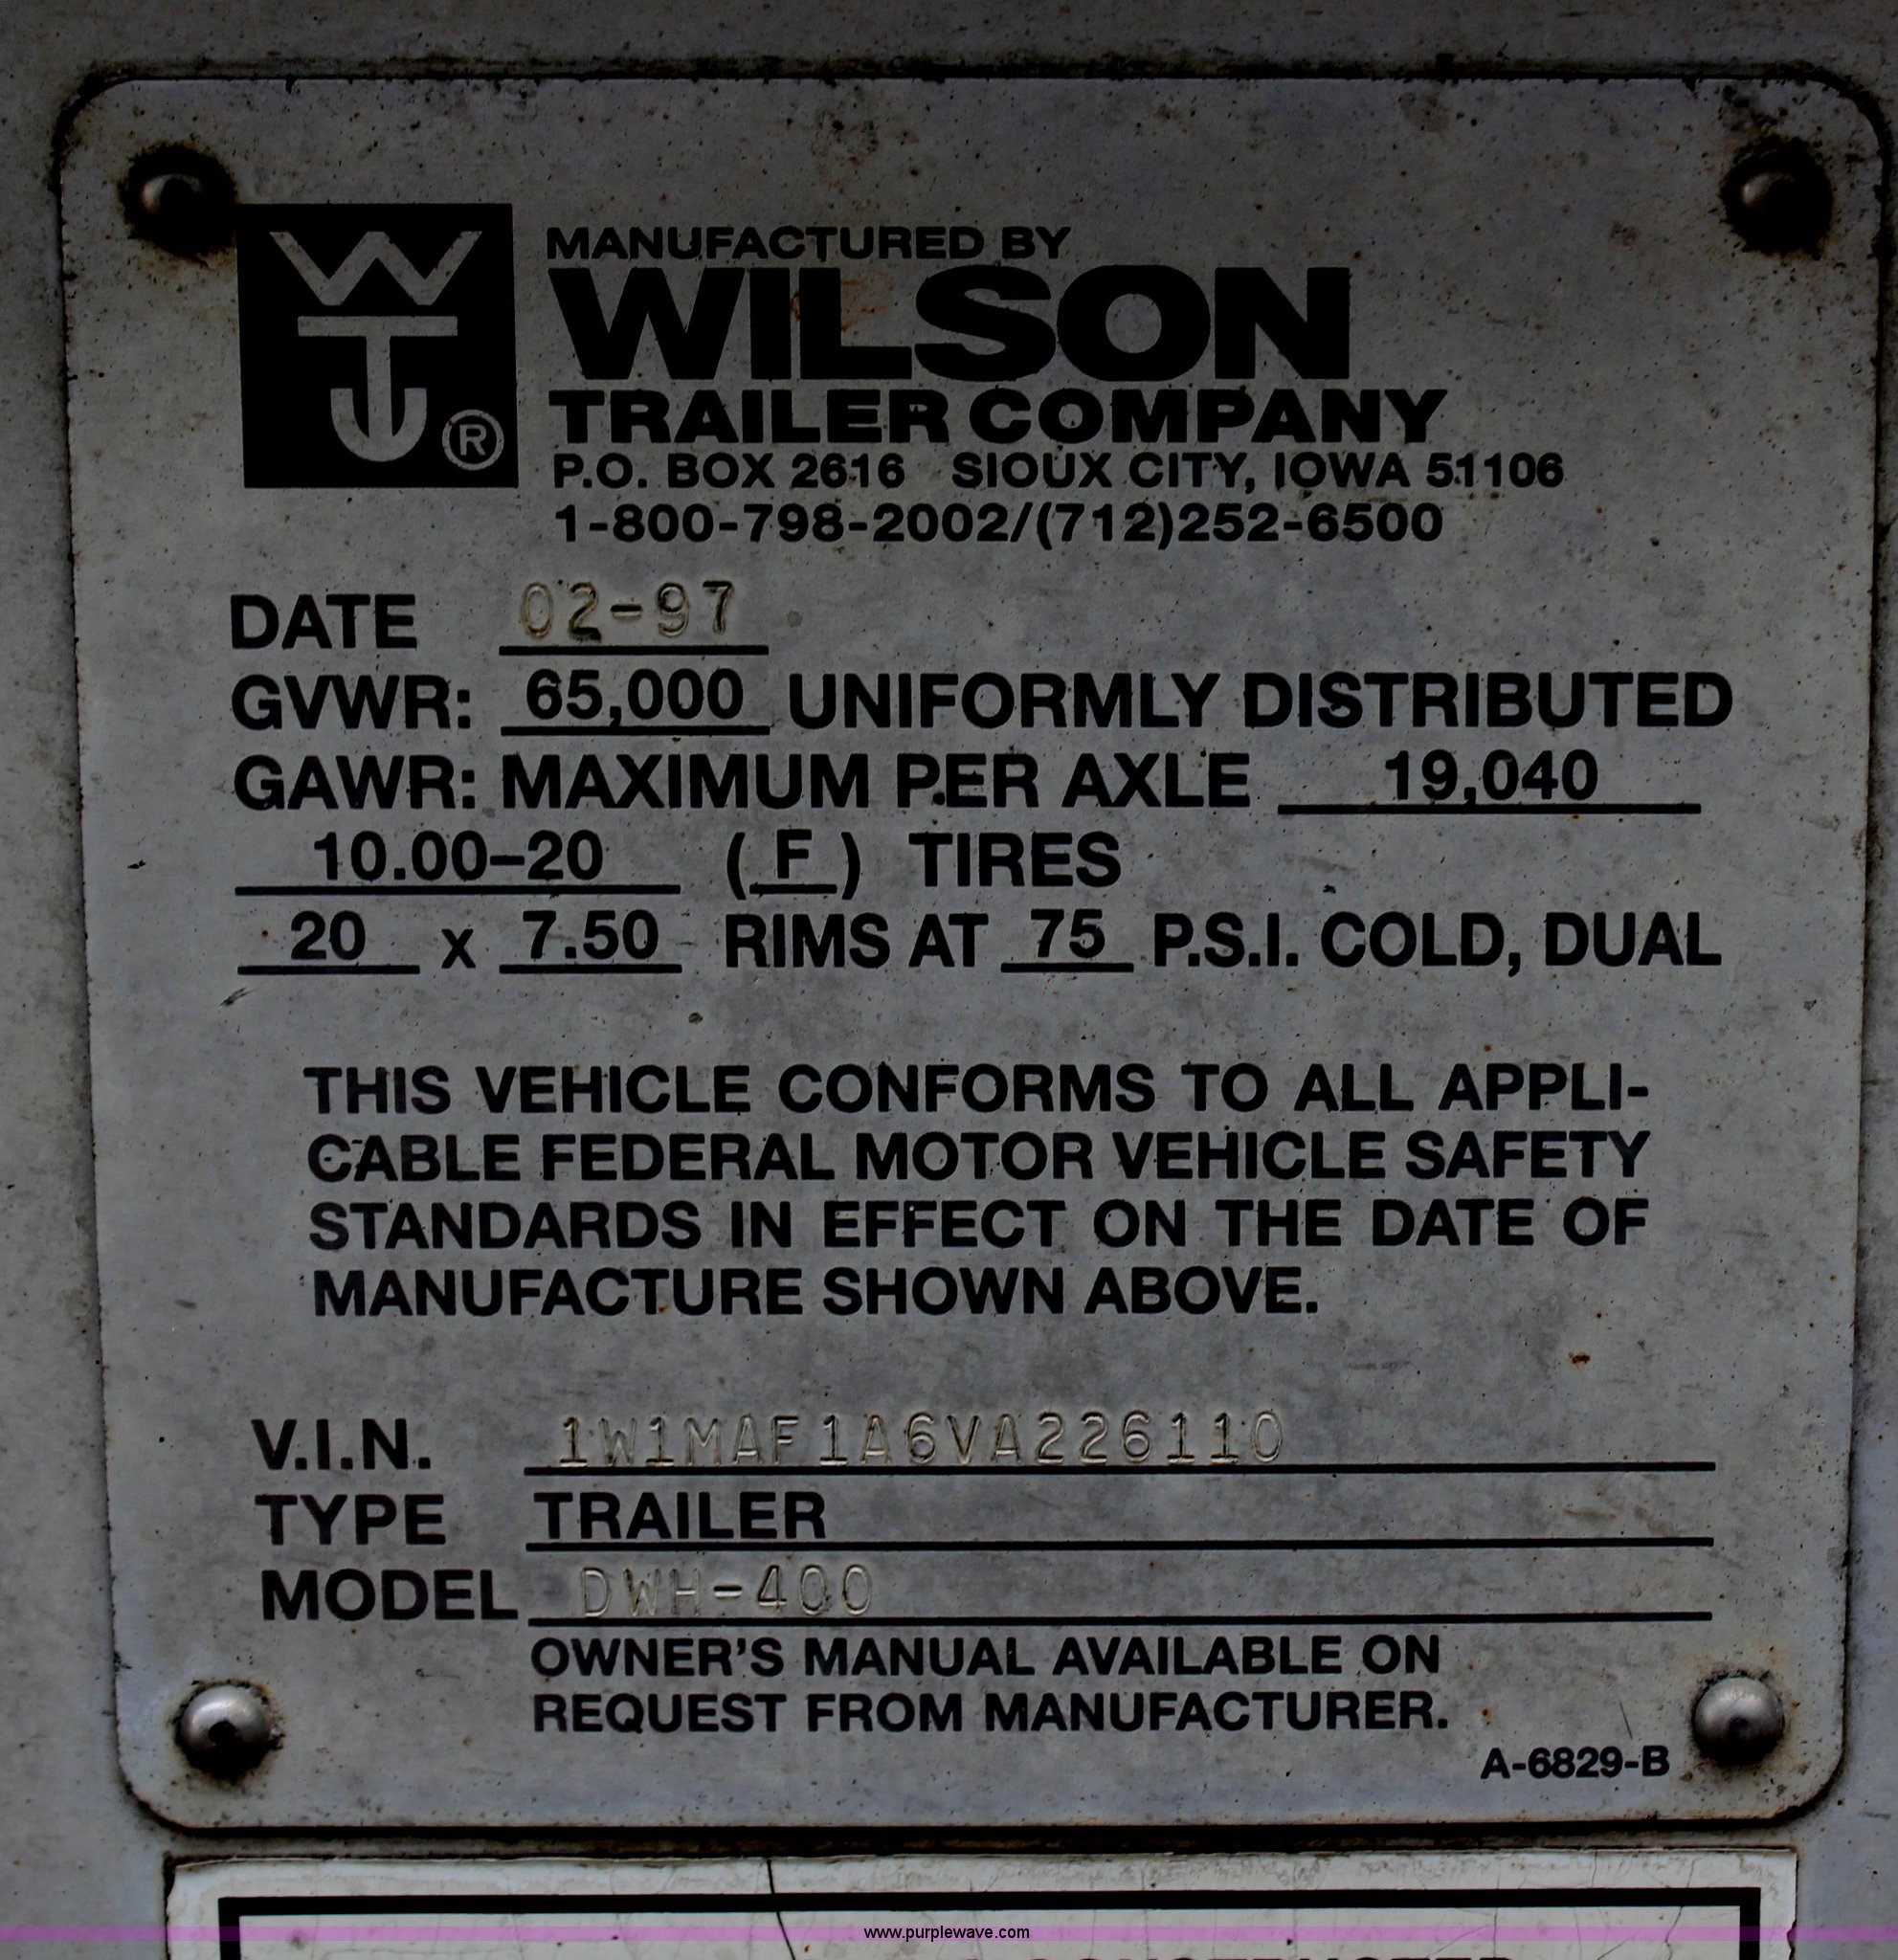 WTC®
MANUFACTURED BY
WILSON
TRAILER COMPANY
P.O. BOX 2616 SIOUX CITY, IOWA 51106
1-800-798-2002/(712)252-6500
DATE 02-97
GVWR: 65,000 UNIFORMLY DISTRIBUTED
GAWR: MAXIMUM PER AXLE 19,040
10.00–20 (F) TIRES
20 x 7.50 RIMS AT 75 P.S.I. COLD, DUAL
THIS VEHICLE CONFORMS TO ALL APPLI-
CABLE FEDERAL MOTOR VEHICLE SAFETY
STANDARDS IN EFFECT ON THE DATE OF
MANUFACTURE SHOWN ABOVE.
V.I.N. 1W1MAF1A6VA226110
TYPE TRAILER
MODEL DWH-400
OWNER'S MANUAL AVAILABLE ON
REQUEST FROM MANUFACTURER.
A-6829-B
www.purplewave.com